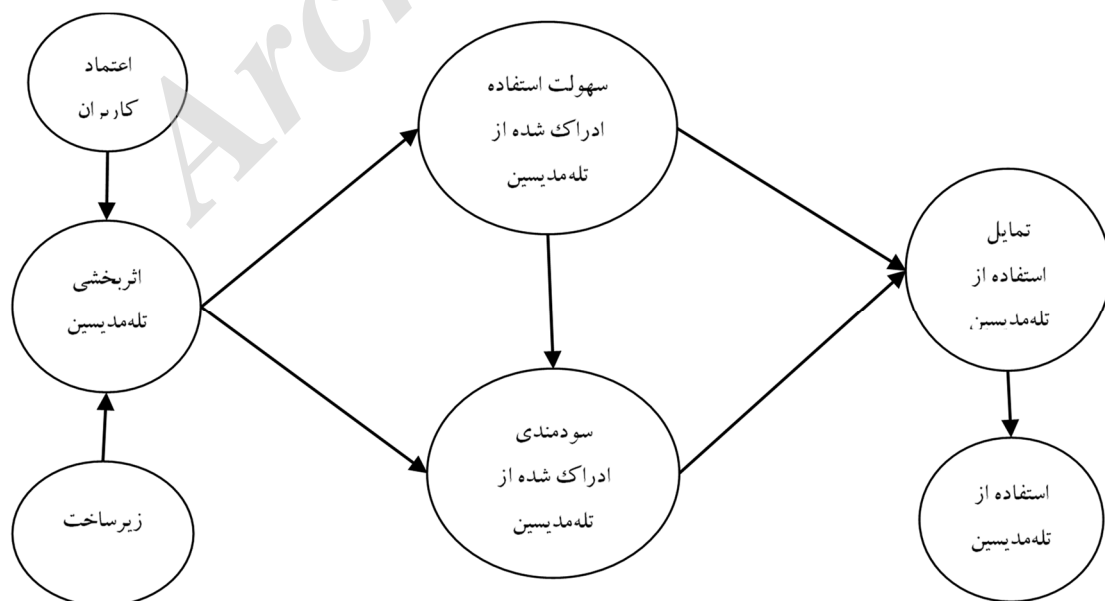 اعتماد
کاربران
سهولت استفاده
ادراک شده از
تله‌مدیسین
تمایل
استفاده از
تله‌مدیسین
اثربخشی
تله‌مدیسین
سودمندی
ادراک شده از
تله‌مدیسین
زیرساخت
استفاده از
تله‌مدیسین